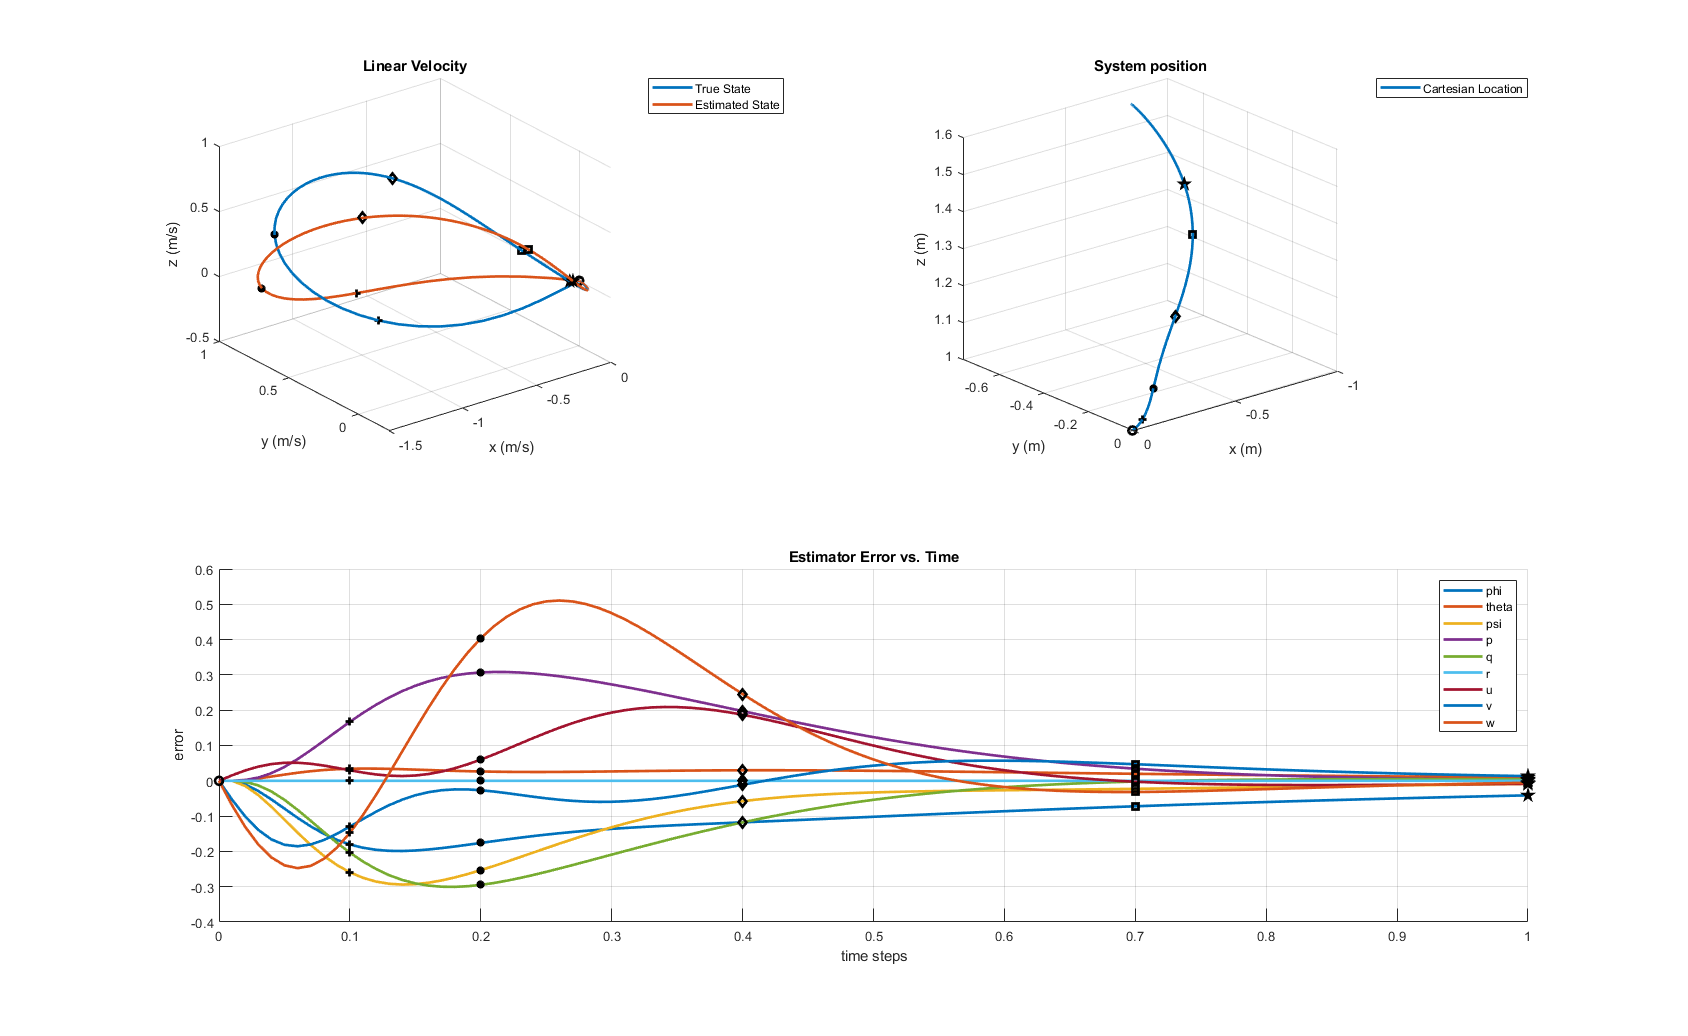 Linear Velocity
True State
Estimated State
1
0.5
0
-0.5
z (m/s)
1
0.5
0
y (m/s)
-1.5
-1
-0.5
0
x (m/s)
System position
Cartesian Location
1.6
1.5
1.4
1.3
1.2
1.1
1
z (m)
-0.6
-0.4
-0.2
0
y (m)
0
-0.5
-1
x (m)
Estimator Error vs. Time
0.6
0.5
0.4
0.3
0.2
0.1
0
-0.1
-0.2
-0.3
-0.4
error
phi
theta
psi
p
q
r
u
v
w
0
0.1
0.2
0.3
0.4
0.5
0.6
0.7
0.8
0.9
1
time steps